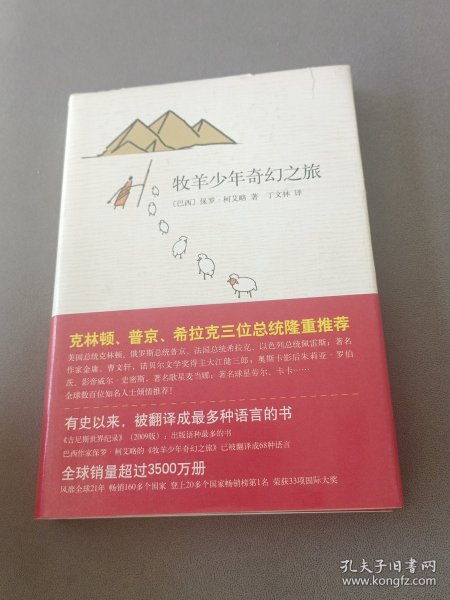 牧羊少年奇幻之旅
〔巴西〕保罗·柯艾略 著 丁文林 译
克林顿、普京、希拉克三位总统隆重推荐
美国总统克林顿、俄罗斯总统普京、法国总统希拉克、以色列总统佩雷斯；著名
作家金庸、曹文轩、诺贝尔文学奖得主大江健三郎；奥斯卡影后朱莉亚·罗伯
茨、影帝威尔·史密斯、著名歌星麦当娜；著名球星劳尔、卡卡……
全球数百位知名人士倾情推荐！
有史以来，被翻译成最多种语言的书
《吉尼斯世界纪录》（2009版）：出版语种最多的书
巴西作家保罗·柯艾略的《牧羊少年奇幻之旅》已被翻译成68种语言
全球销量超过3500万册
风靡全球21年 畅销160多个国家 登上20多个国家畅销榜第1名 荣获33项国际大奖
孔夫子旧书网
www.kongfz.com